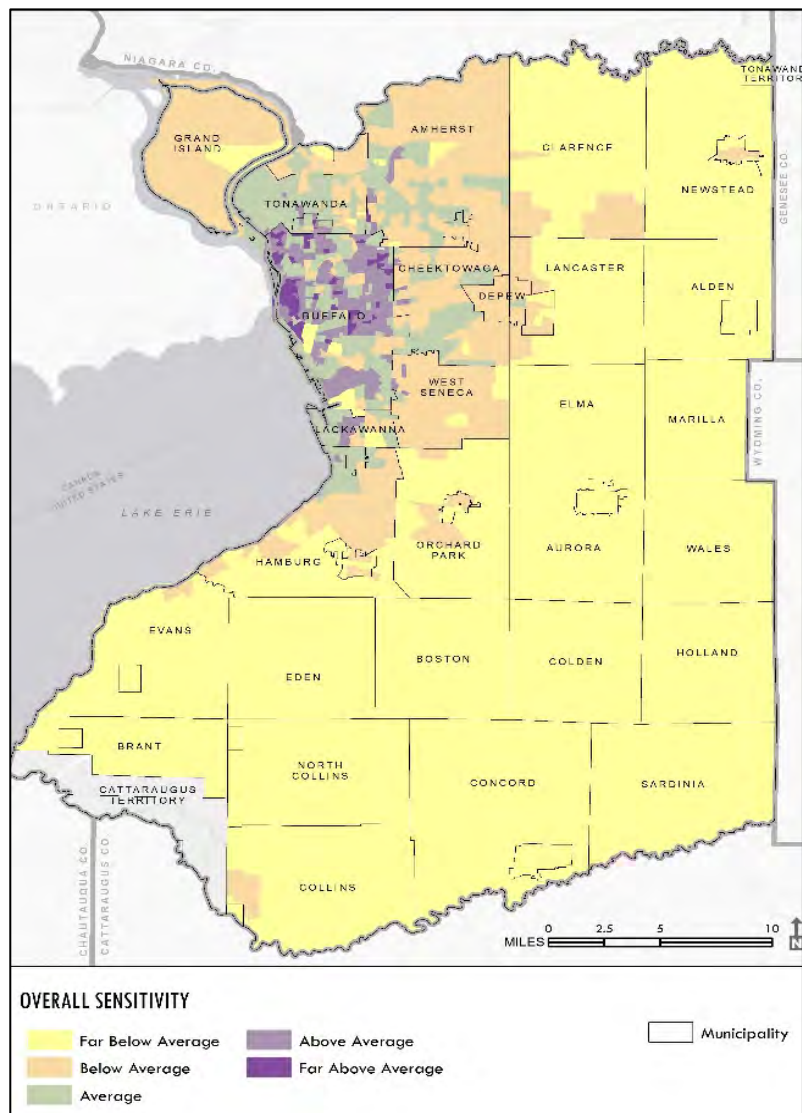 NIAGARA CO.
TONAWAND
TERRITOR
GRAND
ISLAND
AMHERST
CLARENCE
NEWSTEAD
GENESEE CO.
ONTARIO
TONAWANDA
CHEEKTOWAGA
LANCASTER
DEPEW
ALDEN
BUFFALO
WEST
SENECA
ELMA
MARILLA
WYOMING CO.
LACKAWANNA
CANADA
UNITED STATES
LAKE ERIE
ORCHARD
PARK
AURORA
WALES
HAMBURG
EVANS
EDEN
BOSTON
COLDEN
HOLLAND
BRANT
NORTH
COLLINS
CONCORD
SARDINIA
CATTARAUGUS
TERRITORY
CHAUTAUQUA CO.
CATTARAUGUS CO.
COLLINS
0 2.5 5 10
MILES
N
OVERALL SENSITIVITY
Far Below Average
Below Average
Average
Above Average
Far Above Average
Municipality